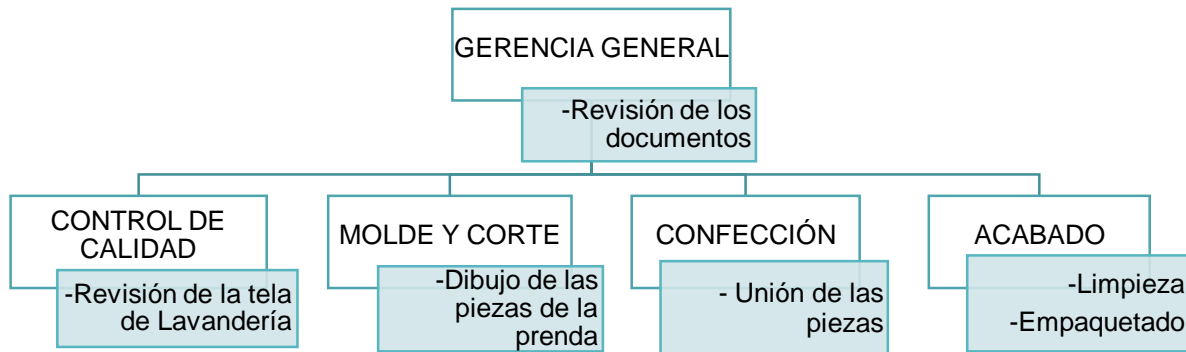 GERENCIA GENERAL
-Revisión de los
documentos
CONTROL DE
CALIDAD
-Revisión de la tela
de Lavandería
MOLDE Y CORTE
-Dibujo de las
piezas de la
prenda
CONFECCIÓN
- Unión de las
piezas
ACABADO
-Limpieza
-Empaquetado